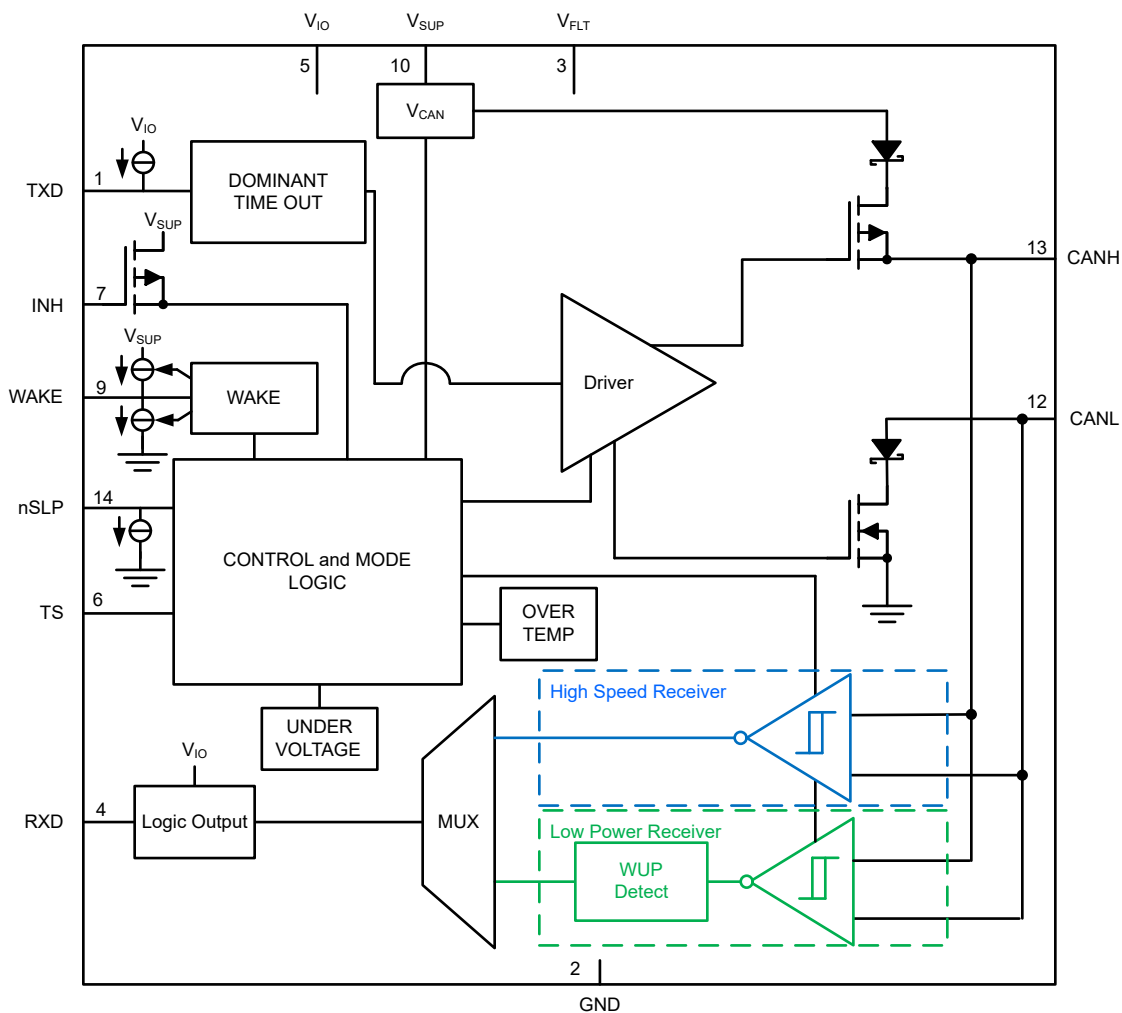 VIO
VSUP
VFLT
5
10
3
VCAN
VIO
TXD
1
DOMINANT
TIME OUT
VSUP
INH
7
13
CANH
VSUP
WAKE
9
WAKE
Driver
12
CANL
nSLP
14
CONTROL and MODE
LOGIC
TS
6
OVER
TEMP
UNDER
VOLTAGE
High Speed Receiver
VIO
RXD
4
Logic Output
MUX
Low Power Receiver
WUP
Detect
2
GND